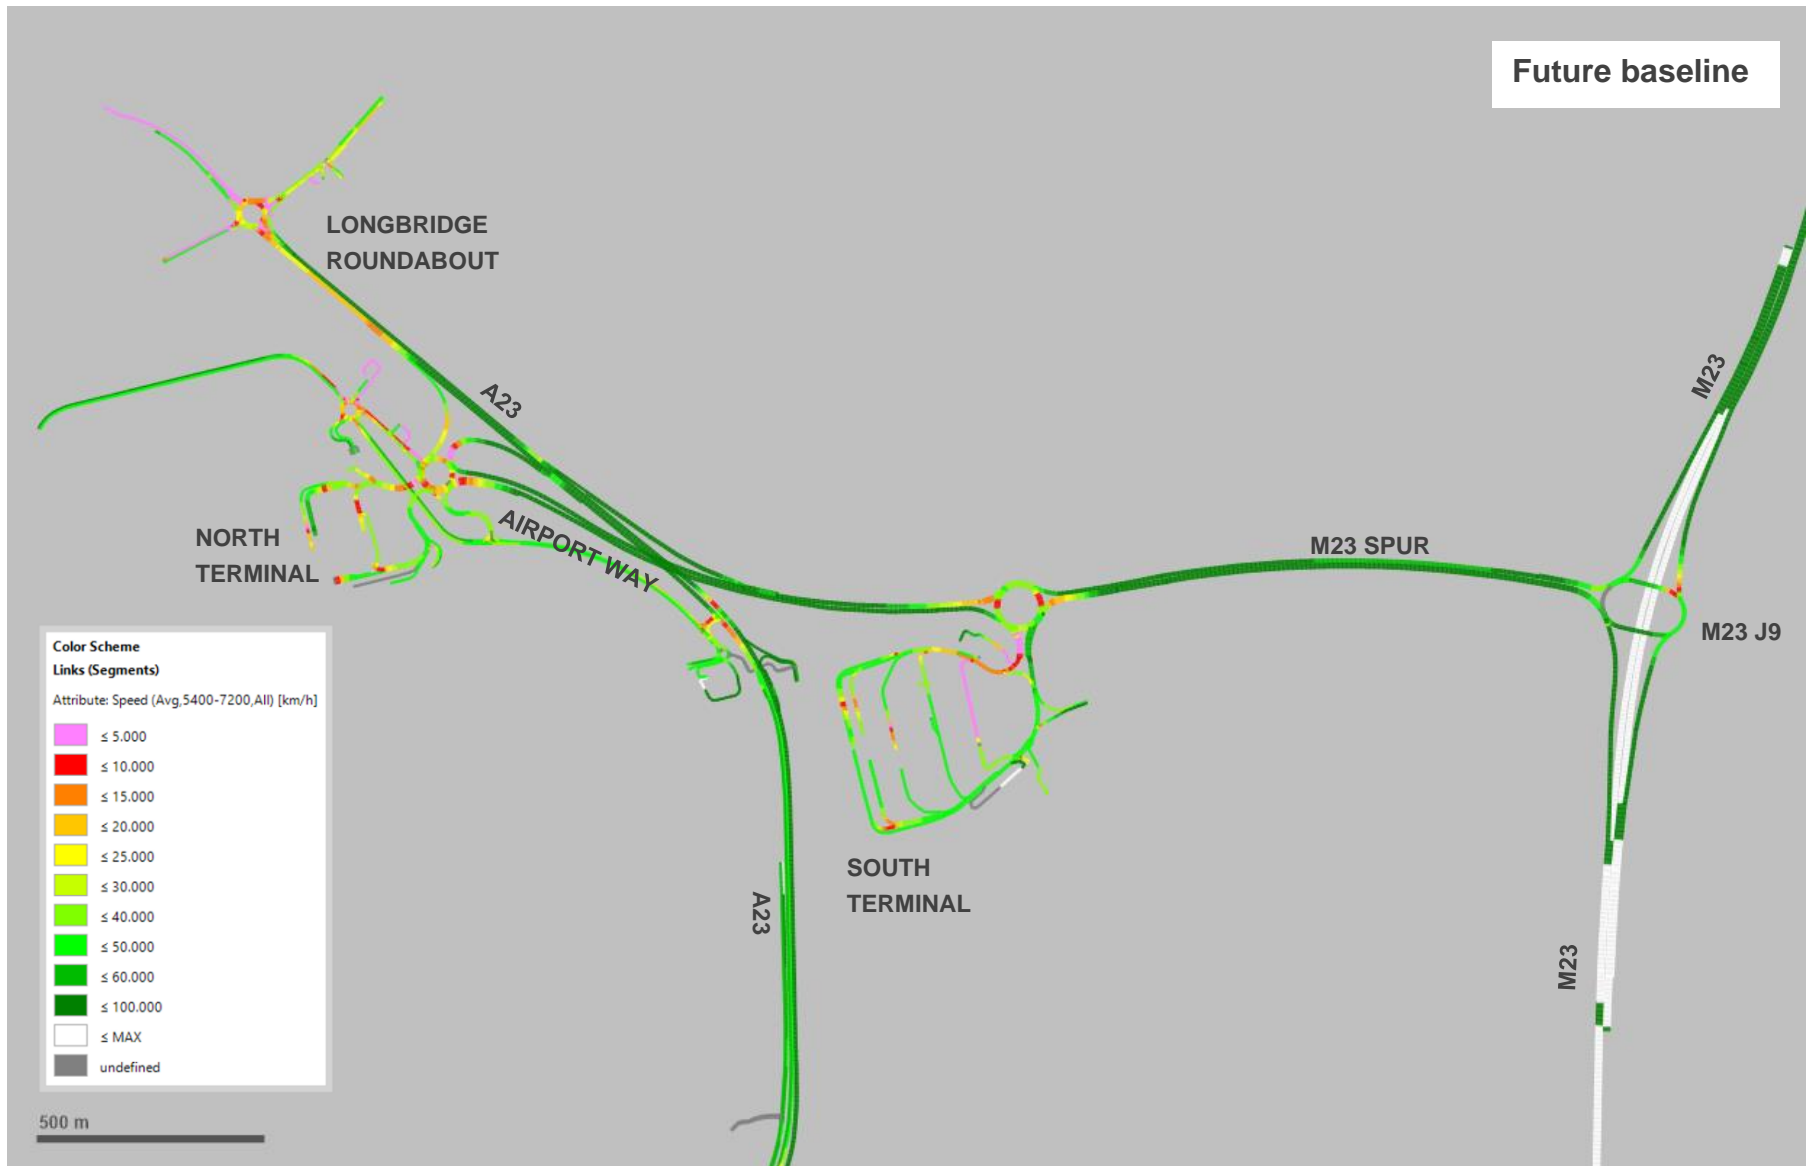 Future baseline
LONGBRIDGE
ROUNDABOUT
A23
M23
NORTH
TERMINAL
AIRPORT WAY
M23 SPUR
M23 J9
Color Scheme
Links (Segments)
Attribute: Speed (Avg,5400-7200,All) [km/h]
≤ 5.000
≤ 10.000
≤ 15.000
≤ 20.000
≤ 25.000
≤ 30.000
≤ 40.000
≤ 50.000
≤ 60.000
≤ 100.000
≤ MAX
undefined
SOUTH
TERMINAL
A23
M23
500 m